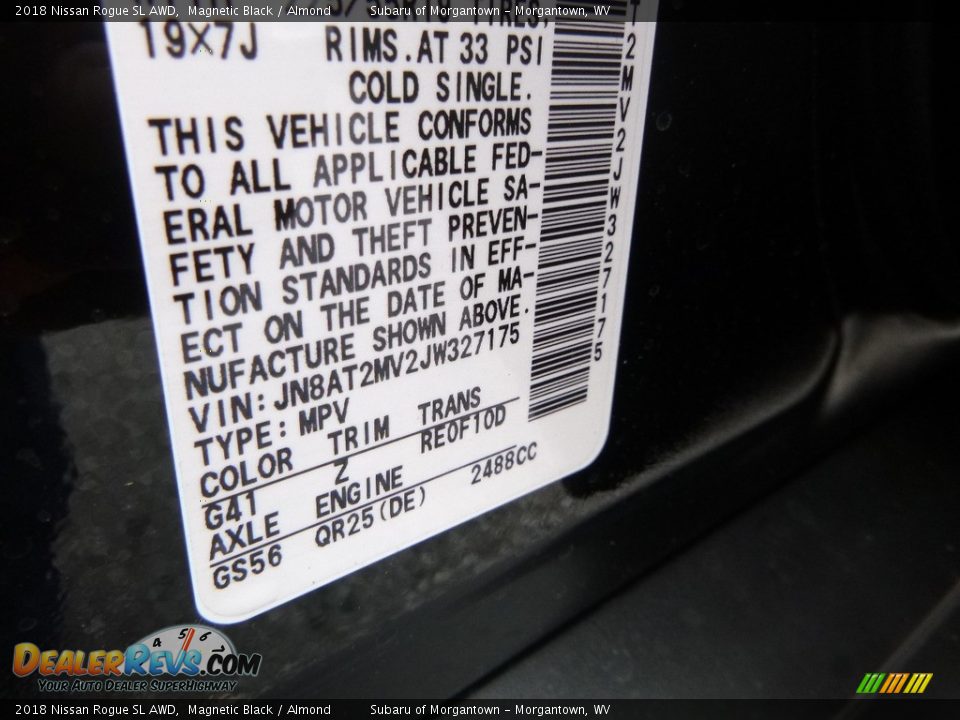 2018 Nissan Rogue SL AWD, Magnetic Black / Almond Subaru of Morgantown - Morgantown, WV
19X7J RIMS.AT 33 PSI
COLD SINGLE.
THIS VEHICLE CONFORMS
TO ALL APPLICABLE FED-
ERAL MOTOR VEHICLE SA-
FETY AND THEFT PREVEN-
TION STANDARDS IN EFF-
ECT ON THE DATE OF MA-
NUFACTURE SHOWN ABOVE.
VIN: JN8AT2MV2JW327175
TYPE: MPV
COLOR TRIM TRANS
G41 Z RE0F10D
AXLE ENGINE
GS56 QR25(DE) 2488CC
T2MV2JW327175
4 5 6
DEALERREVS.COM
YOUR AUTO DEALER SUPERHIGHWAY
2018 Nissan Rogue SL AWD, Magnetic Black / Almond Subaru of Morgantown - Morgantown, WV